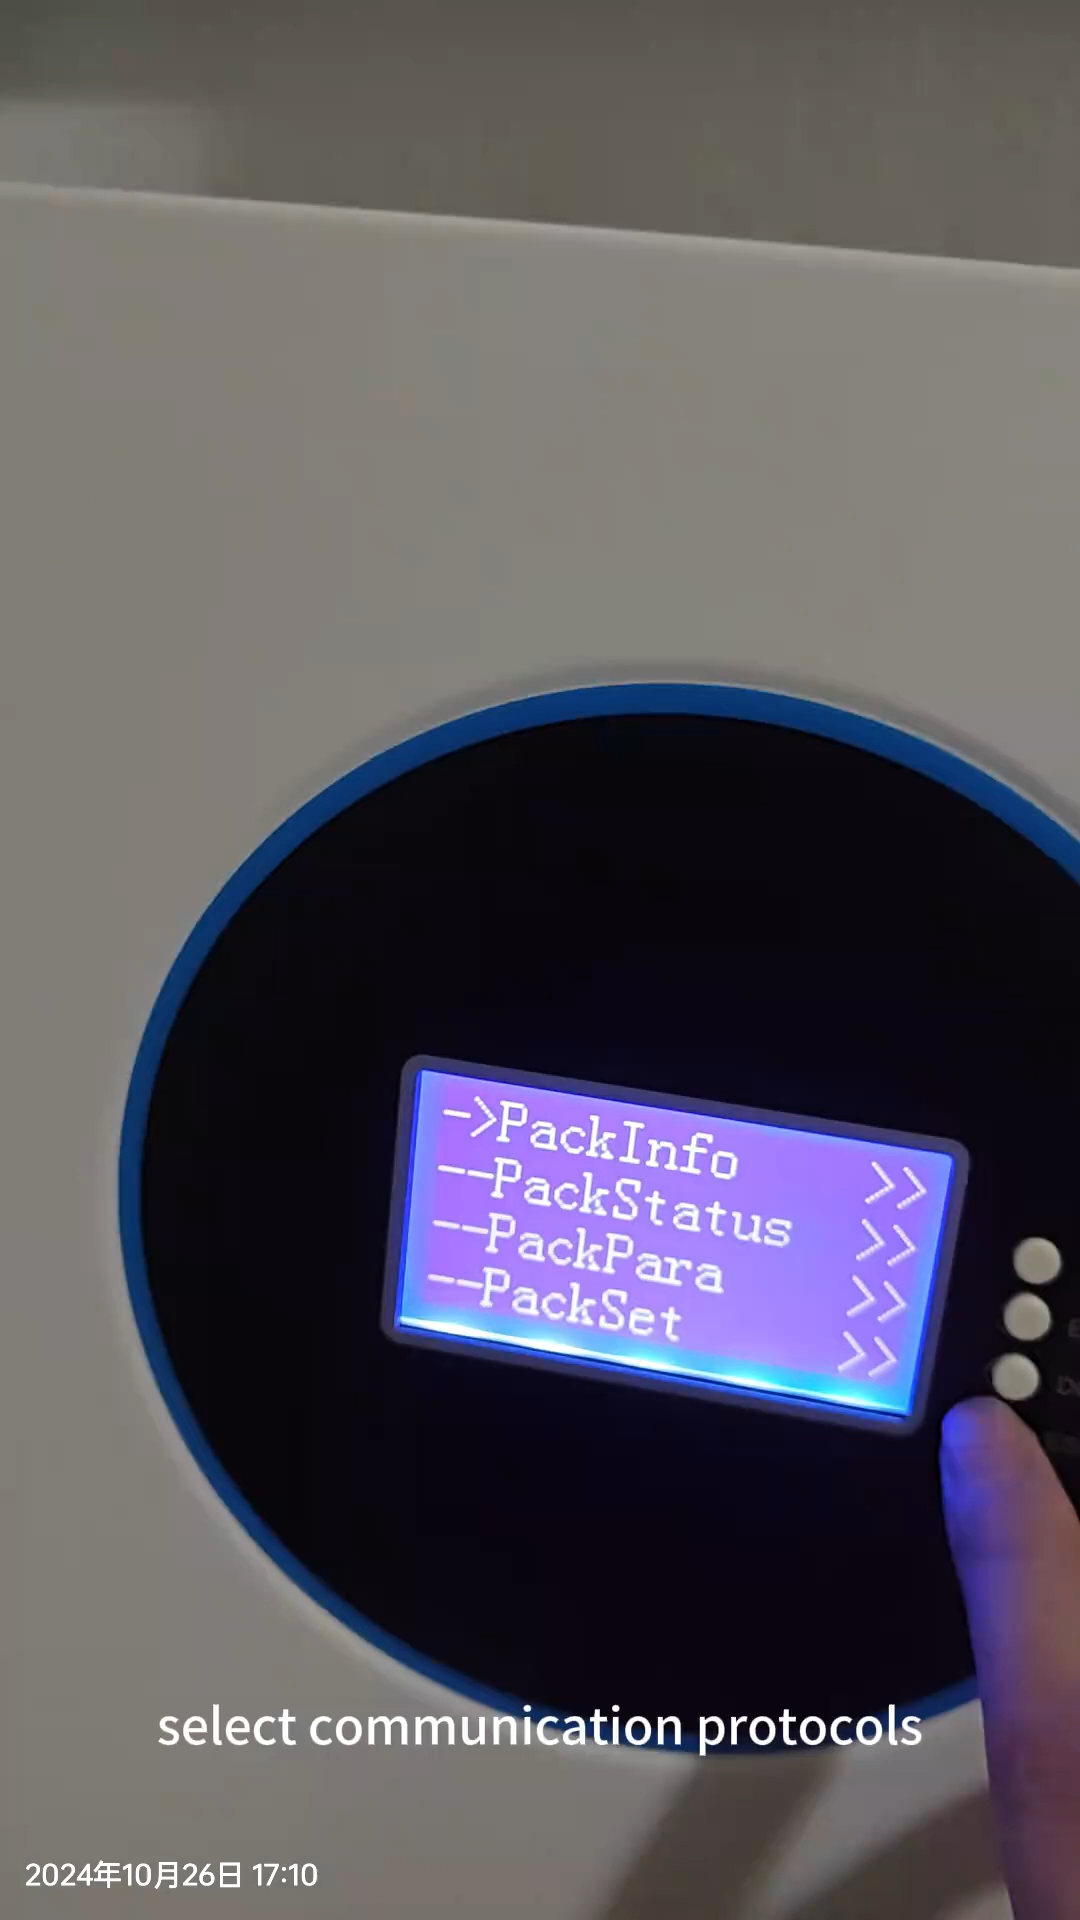 ->PackInfo >>
--PackStatus >>
--PackPara >>
--PackSet >>
select communication protocols
2024年10月26日 17:10